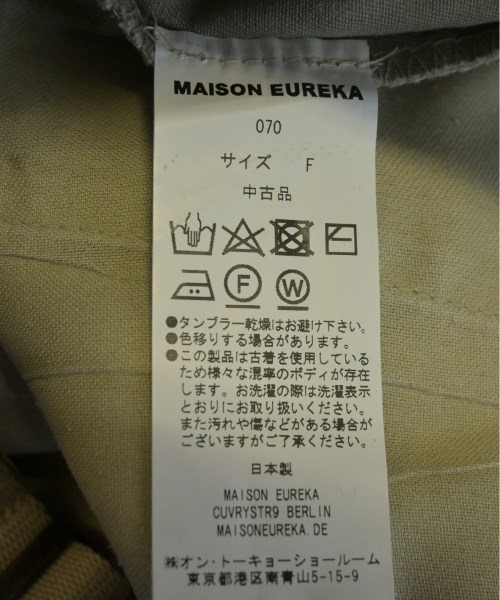 MAISON EUREKA
070
サイズ F
中古品
F W
●タンブラー乾燥はお避け下さい。
●色移りする場合があります。
●この製品は古着を使用している
ため様々な混率のボディが存在
します。お洗濯の際は洗濯表示
とおりにお取り扱いください。
また汚れや傷などがある場合が
ございますがご了承ください。
日本製
MAISON EUREKA
CUVRYSTR9 BERLIN
MAISONEUREKA.DE
㈱オン・トーキョーショールーム
東京都港区南青山5-15-9